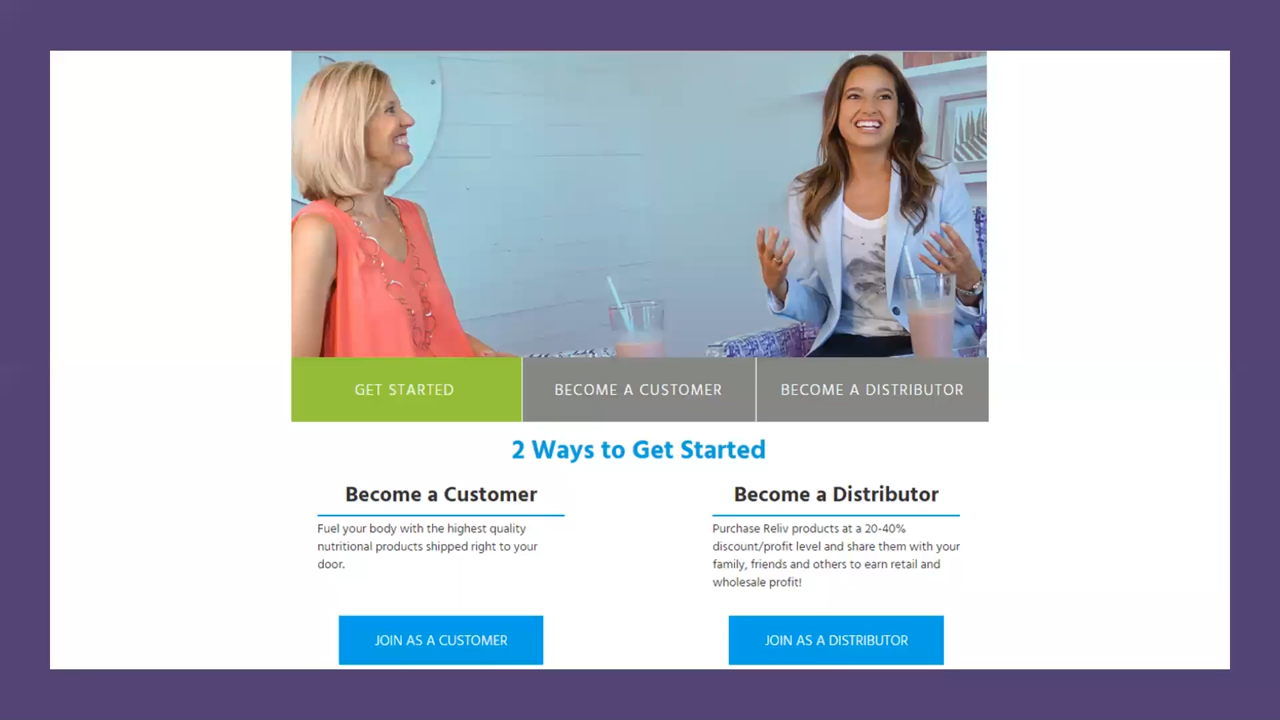 GET STARTED
BECOME A CUSTOMER
BECOME A DISTRIBUTOR
2 Ways to Get Started
Become a Customer
Fuel your body with the highest quality
nutritional products shipped right to your
door.
JOIN AS A CUSTOMER
Become a Distributor
Purchase Reliv products at a 20-40%
discount/profit level and share them with your
family, friends and others to earn retail and
wholesale profit!
JOIN AS A DISTRIBUTOR